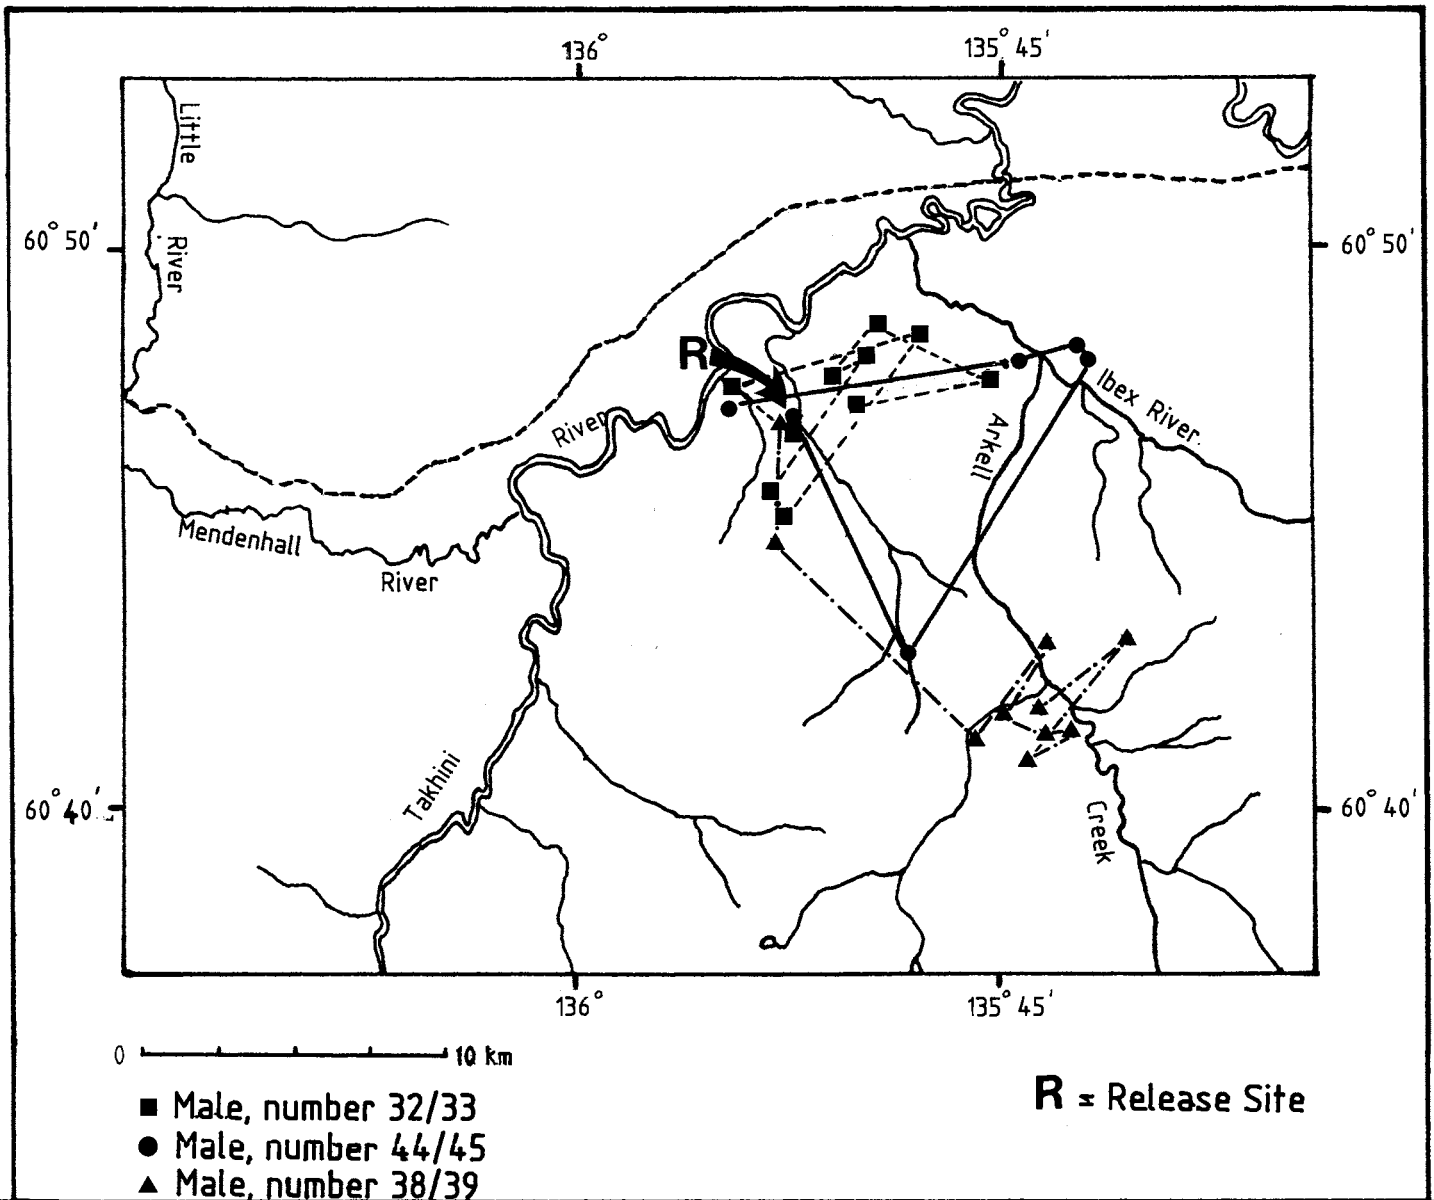 136°
135° 45'
Little
River
60° 50'
60° 50'
R
River
Ibex River.
Arkell
Mendenhall
River
Takhini
60° 40'
60° 40'
Creek
136°
135° 45'
0 10 km
R = Release Site
■ Male, number 32/33
● Male, number 44/45
▲ Male, number 38/39